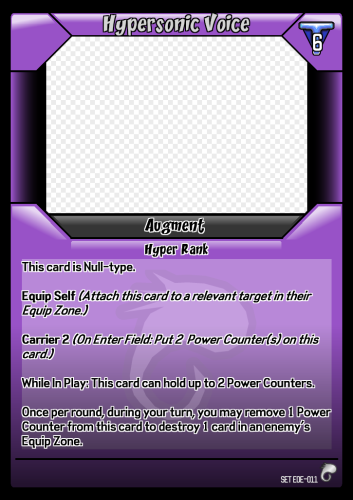 Hypersonic Voice
6
Augment
Hyper Rank
This card is Null-type.
Equip Self (Attach this card to a relevant target in their
Equip Zone.)
Carrier 2 (On Enter Field: Put 2 Power Counter(s) on this
card.)
While In Play: This card can hold up to 2 Power Counters.
Once per round, during your turn, you may remove 1 Power
Counter from this card to destroy 1 card in an enemy's
Equip Zone.
SET EDE-011